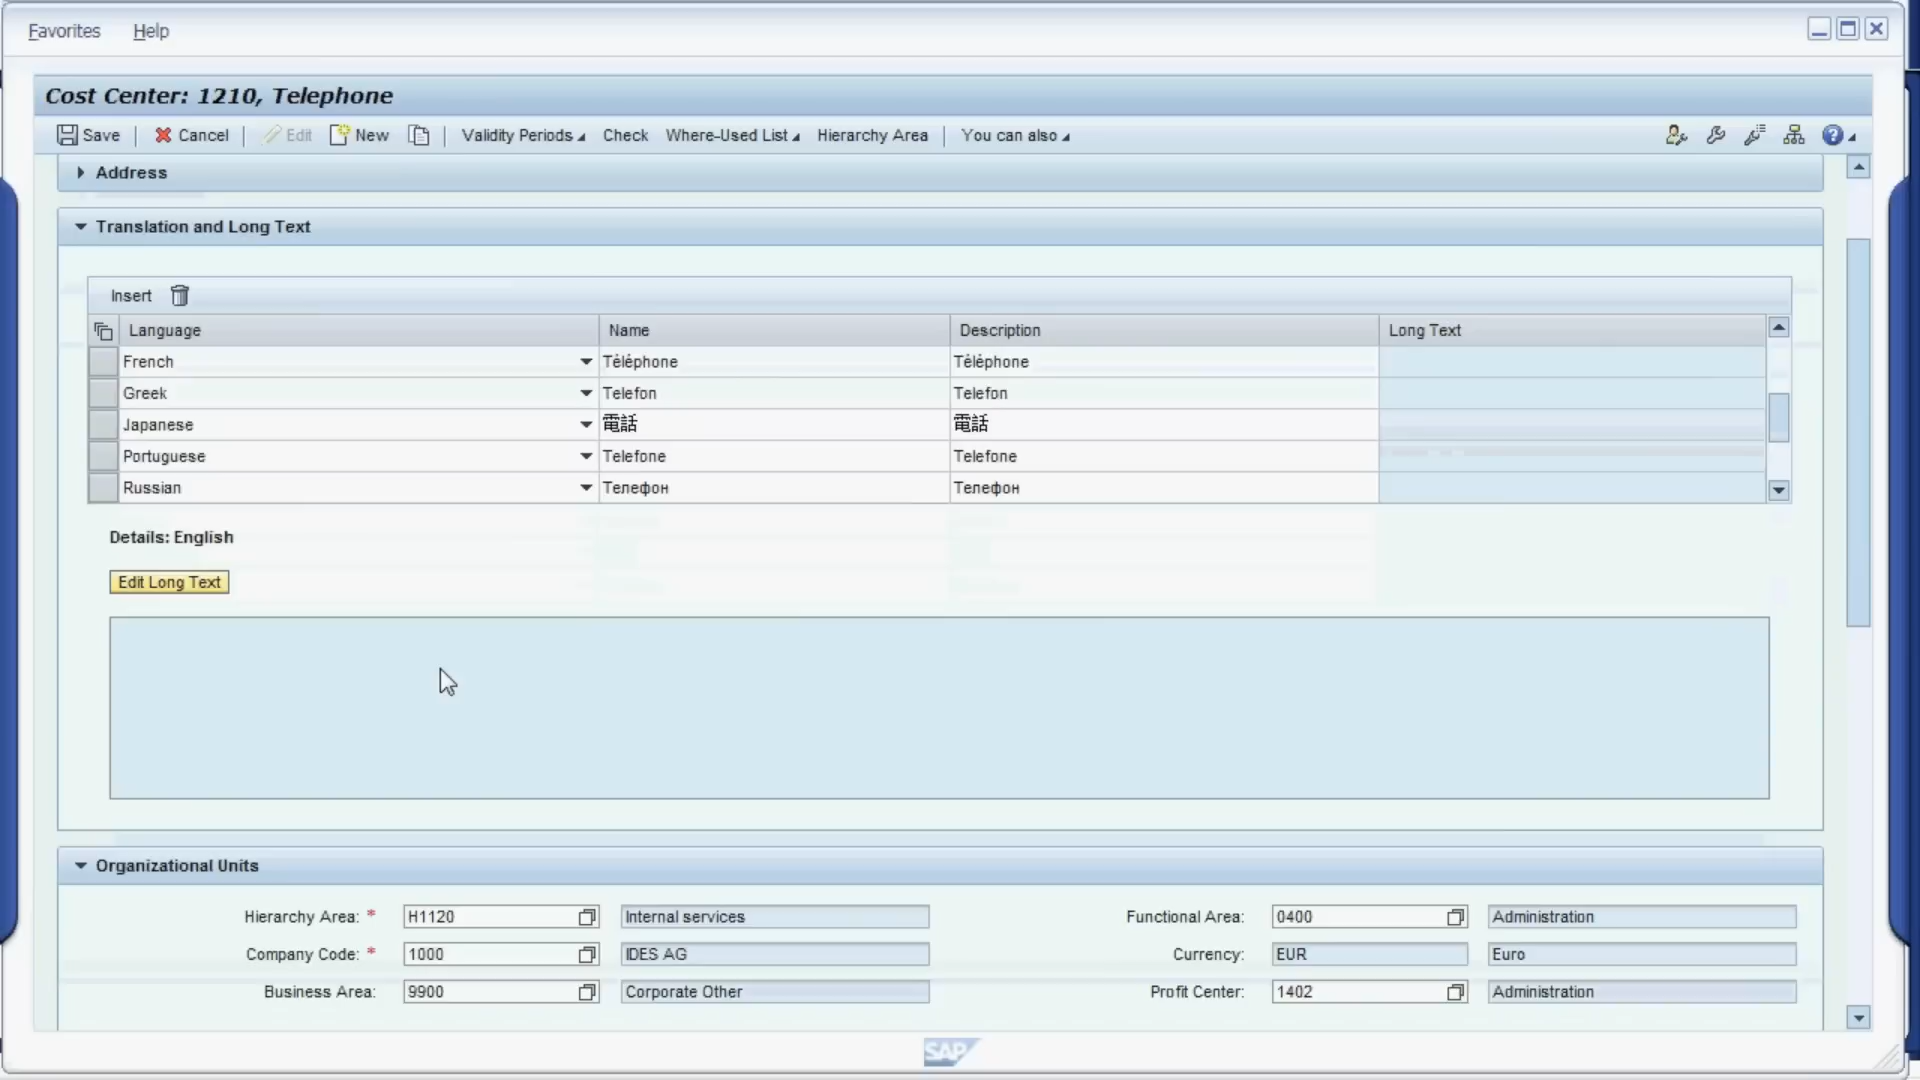 Favorites Help
Cost Center: 1210, Telephone
Save Cancel Edit New Validity Periods Check Where-Used List Hierarchy Area You can also
Address
Translation and Long Text
Insert
Language Name Description Long Text
French Téléphone Téléphone
Greek Telefon Telefon
Japanese 電話 電話
Portuguese Telefone Telefone
Russian Телефон Телефон
Details: English
Edit Long Text
Organizational Units
Hierarchy Area: * H1120 Internal services Functional Area: 0400 Administration
Company Code: * 1000 IDES AG Currency: EUR Euro
Business Area: 9900 Corporate Other Profit Center: 1402 Administration
SAP